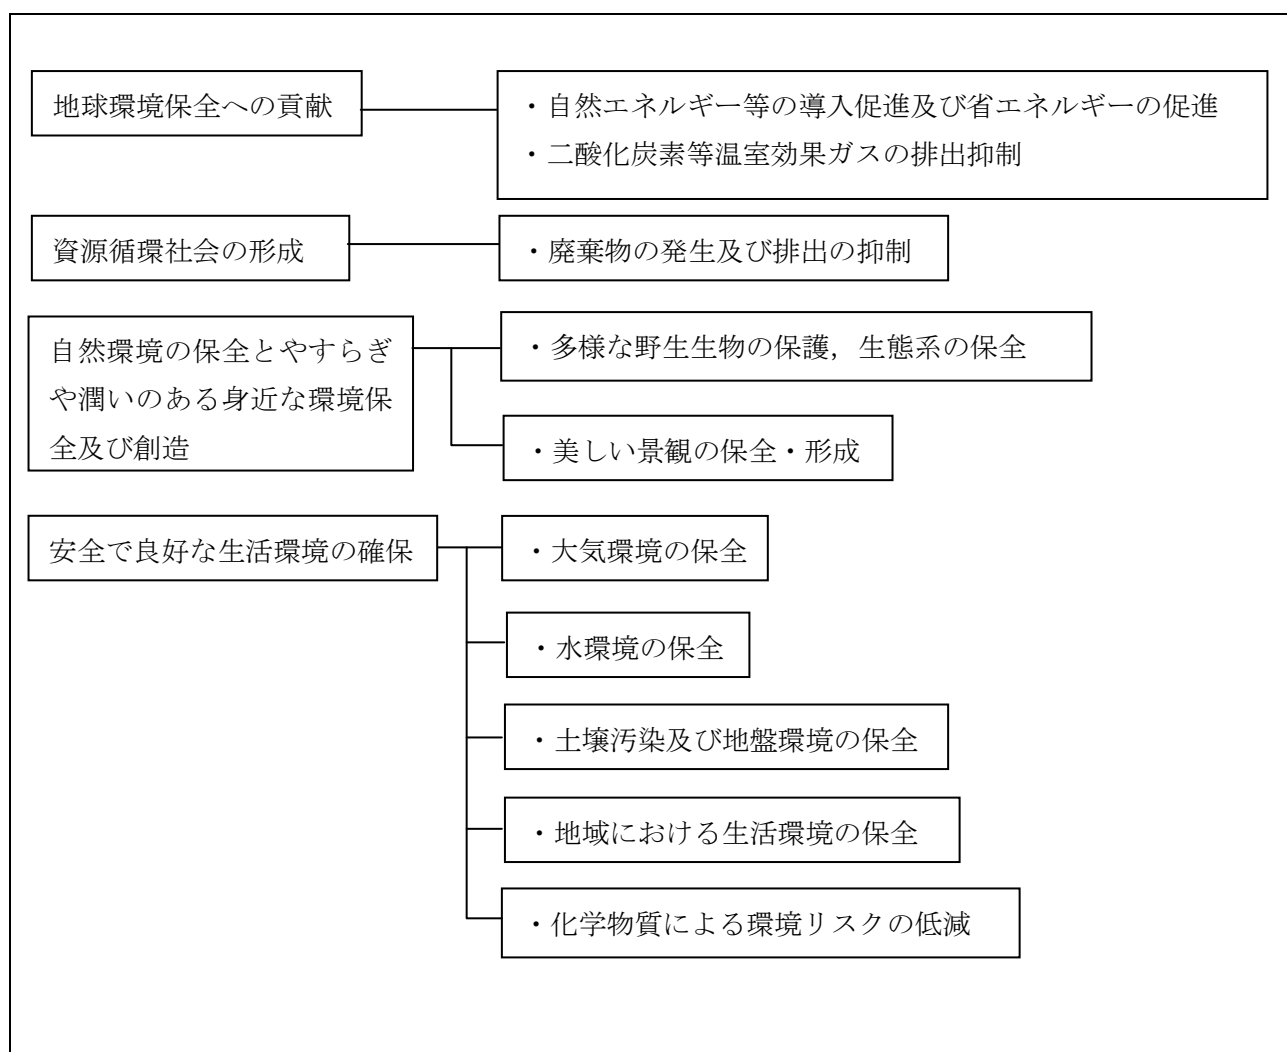 地球環境保全への貢献
・自然エネルギー等の導入促進及び省エネルギーの促進
・二酸化炭素等温室効果ガスの排出抑制
資源循環社会の形成
・廃棄物の発生及び排出の抑制
自然環境の保全とやすらぎ
や潤いのある身近な環境保
全及び創造
・多様な野生生物の保護，生態系の保全
・美しい景観の保全・形成
安全で良好な生活環境の確保
・大気環境の保全
・水環境の保全
・土壌汚染及び地盤環境の保全
・地域における生活環境の保全
・化学物質による環境リスクの低減